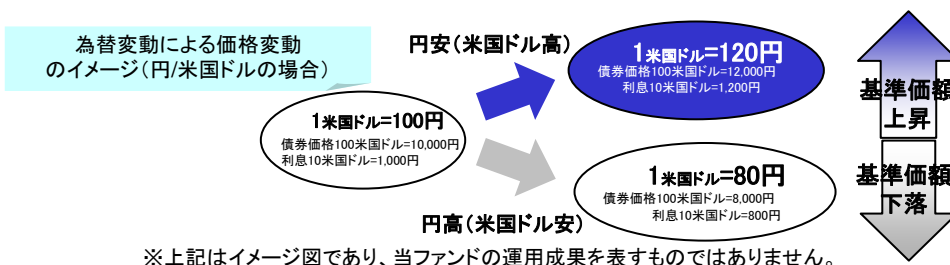 為替変動による価格変動
のイメージ（円/米国ドルの場合）
円安（米国ドル高）
1米国ドル=120円
債券価格100米国ドル=12,000円
利息10米国ドル=1,200円
基準価額
上昇
1米国ドル=100円
債券価格100米国ドル=10,000円
利息10米国ドル=1,000円
1米国ドル=80円
債券価格100米国ドル=8,000円
利息10米国ドル=800円
基準価額
下落
円高（米国ドル安）
※上記はイメージ図であり、当ファンドの運用成果を表すものではありません。